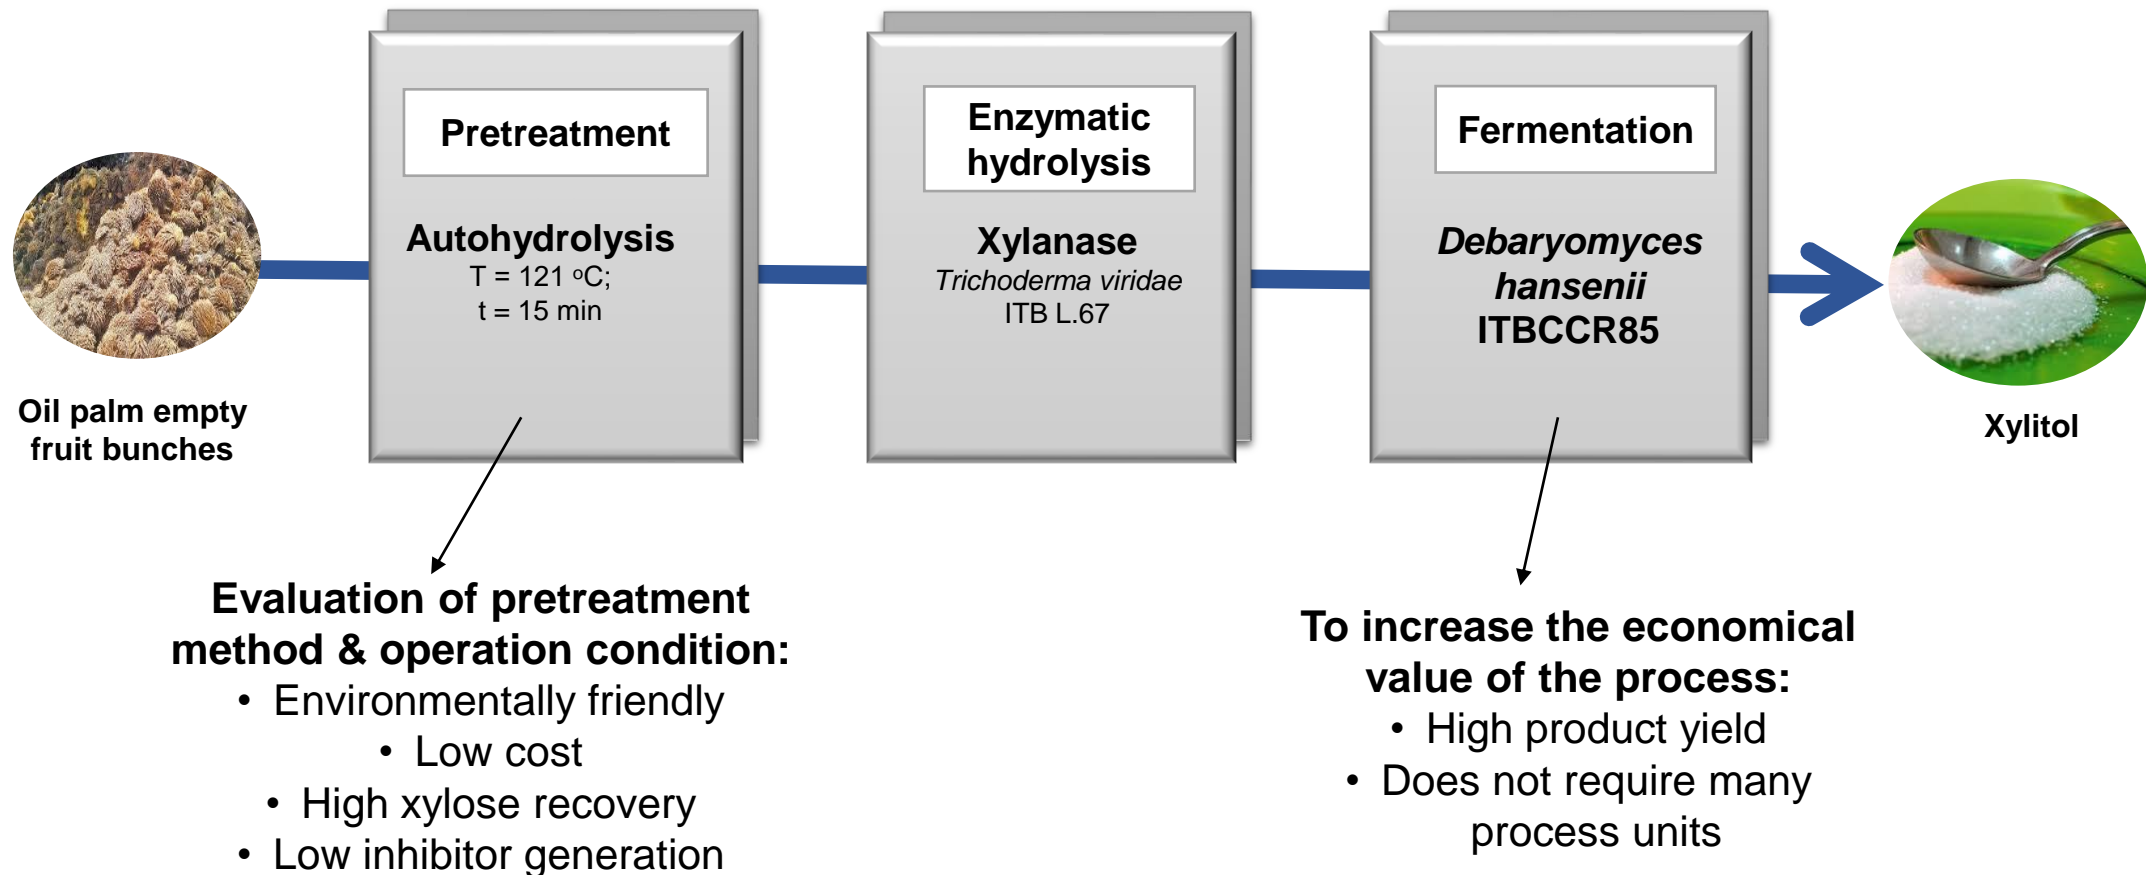 Pretreatment
Autohydrolysis
T = 121 ᵒC;
t = 15 min
Enzymatic
hydrolysis
Xylanase
Trichoderma viridae
ITB L.67
Fermentation
Debaryomyces
hansenii
ITBCCR85
Oil palm empty
fruit bunches
Xylitol
Evaluation of pretreatment
method & operation condition:
• Environmentally friendly
• Low cost
• High xylose recovery
• Low inhibitor generation
To increase the economical
value of the process:
• High product yield
• Does not require many
process units